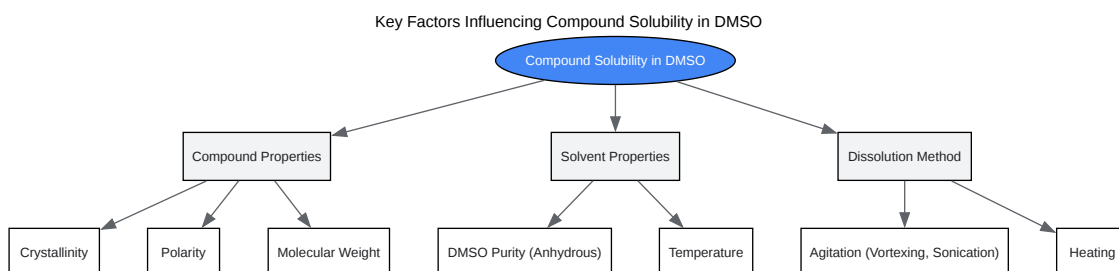 Key Factors Influencing Compound Solubility in DMSO
Compound Solubility in DMSO
Compound Properties
Solvent Properties
Dissolution Method
Crystallinity
Polarity
Molecular Weight
DMSO Purity (Anhydrous)
Temperature
Agitation (Vortexing, Sonication)
Heating